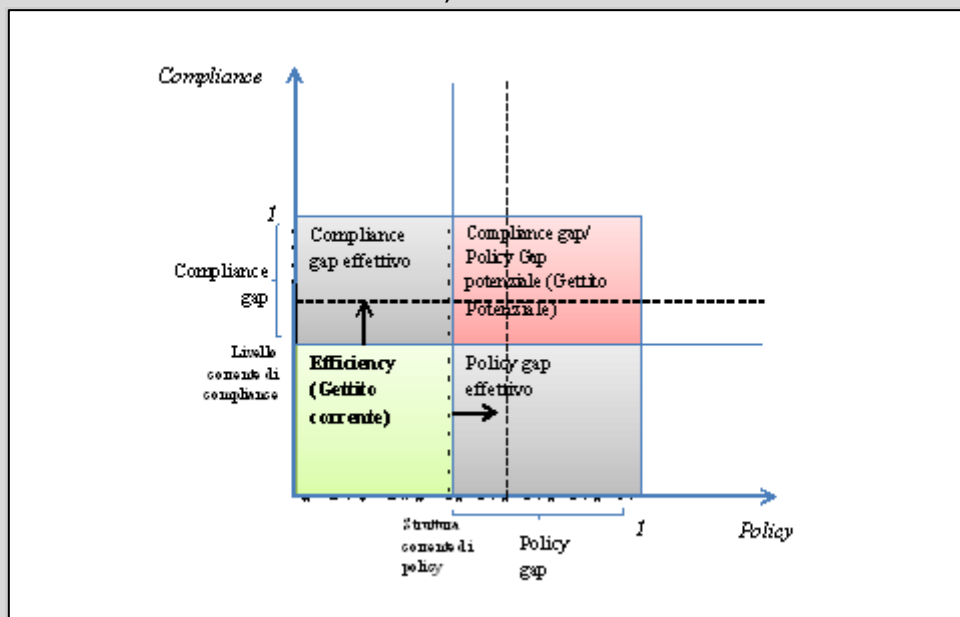 Compliance
1
Compliance
gap effettivo
Compliance gap/
Policy Gap
potenziale (Gettito
Potenziale)
Compliance
gap
Livello
corrente di
compliance
Efficiency
(Gettito
corrente)
Policy gap
effettivo
Struttura
corrente di
policy
Policy
gap
1
Policy